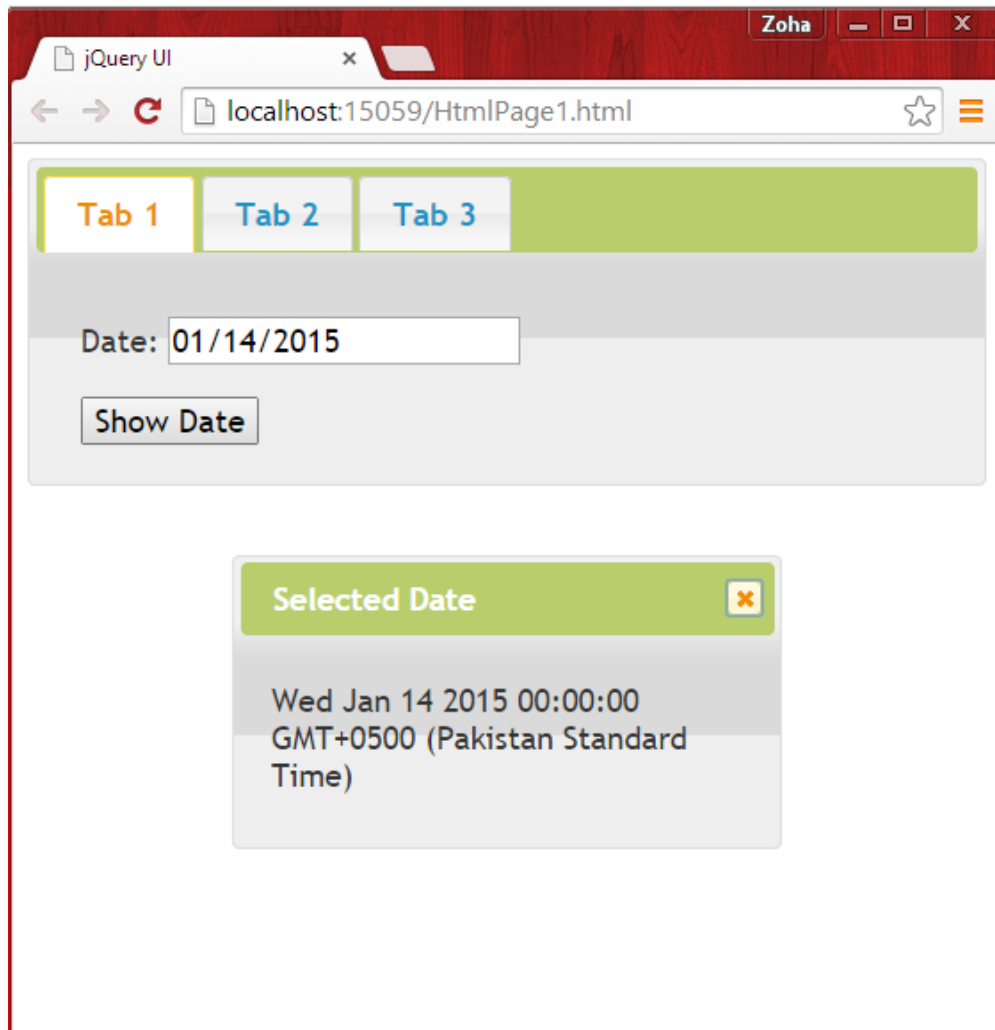 Zoha
jQuery UI
localhost:15059/HtmlPage1.html
Tab 1 Tab 2 Tab 3
Date: 01/14/2015
Show Date
Selected Date
Wed Jan 14 2015 00:00:00
GMT+0500 (Pakistan Standard
Time)